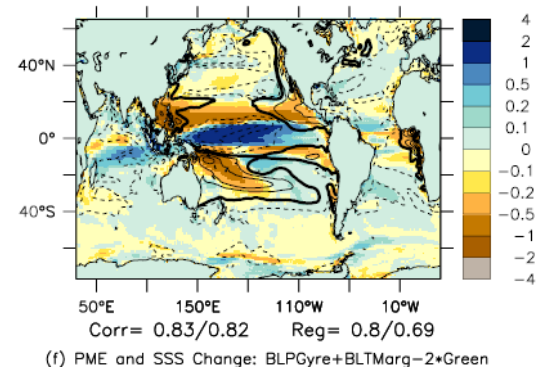 4
2
40°N
1
0.5
0.2
0°
0.1
0
-0.1
40°S
-0.2
-0.5
-1
-2
-4
50°E 150°E 110°W 10°W
Corr= 0.83/0.82 Reg= 0.8/0.69
(f) PME and SSS Change: BLPGyre+BLTMarg-2*Green